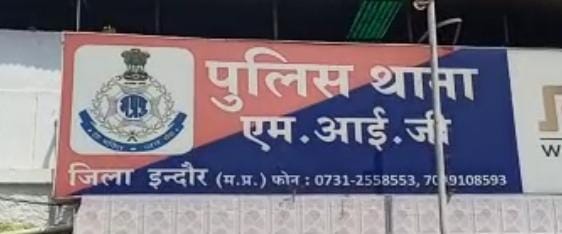 पुलिस थाना
एम.आई.जी
जिला इन्दौर (म.प्र.) फोन : 0731-2558553,